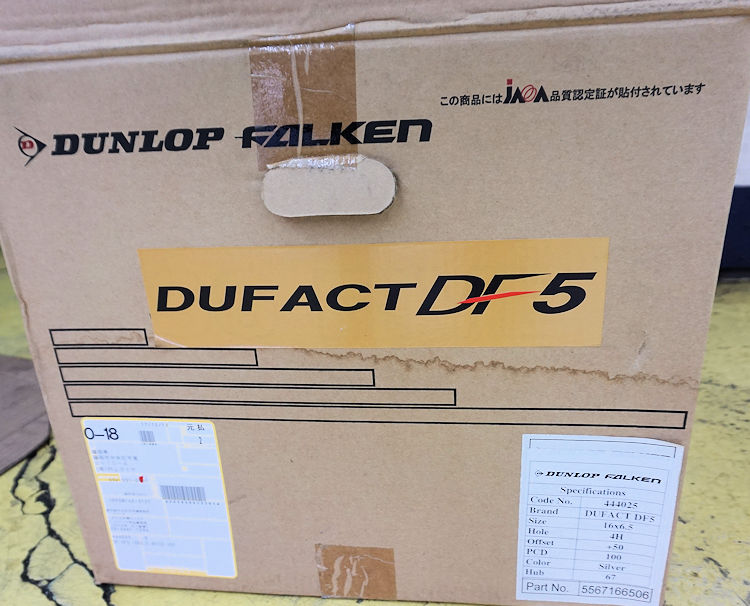 この商品にはJAWA品質認定証が貼付されています
DUNLOP FALKEN
DUFACT DF5
O-18
元払
DUNLOP FALKEN
Specifications
Code No. 444025
Brand DUFACT DF5
Size 16x6.5
Hole 4H
Offset +50
PCD 100
Color Silver
Hub 67
Part No. 5567166506